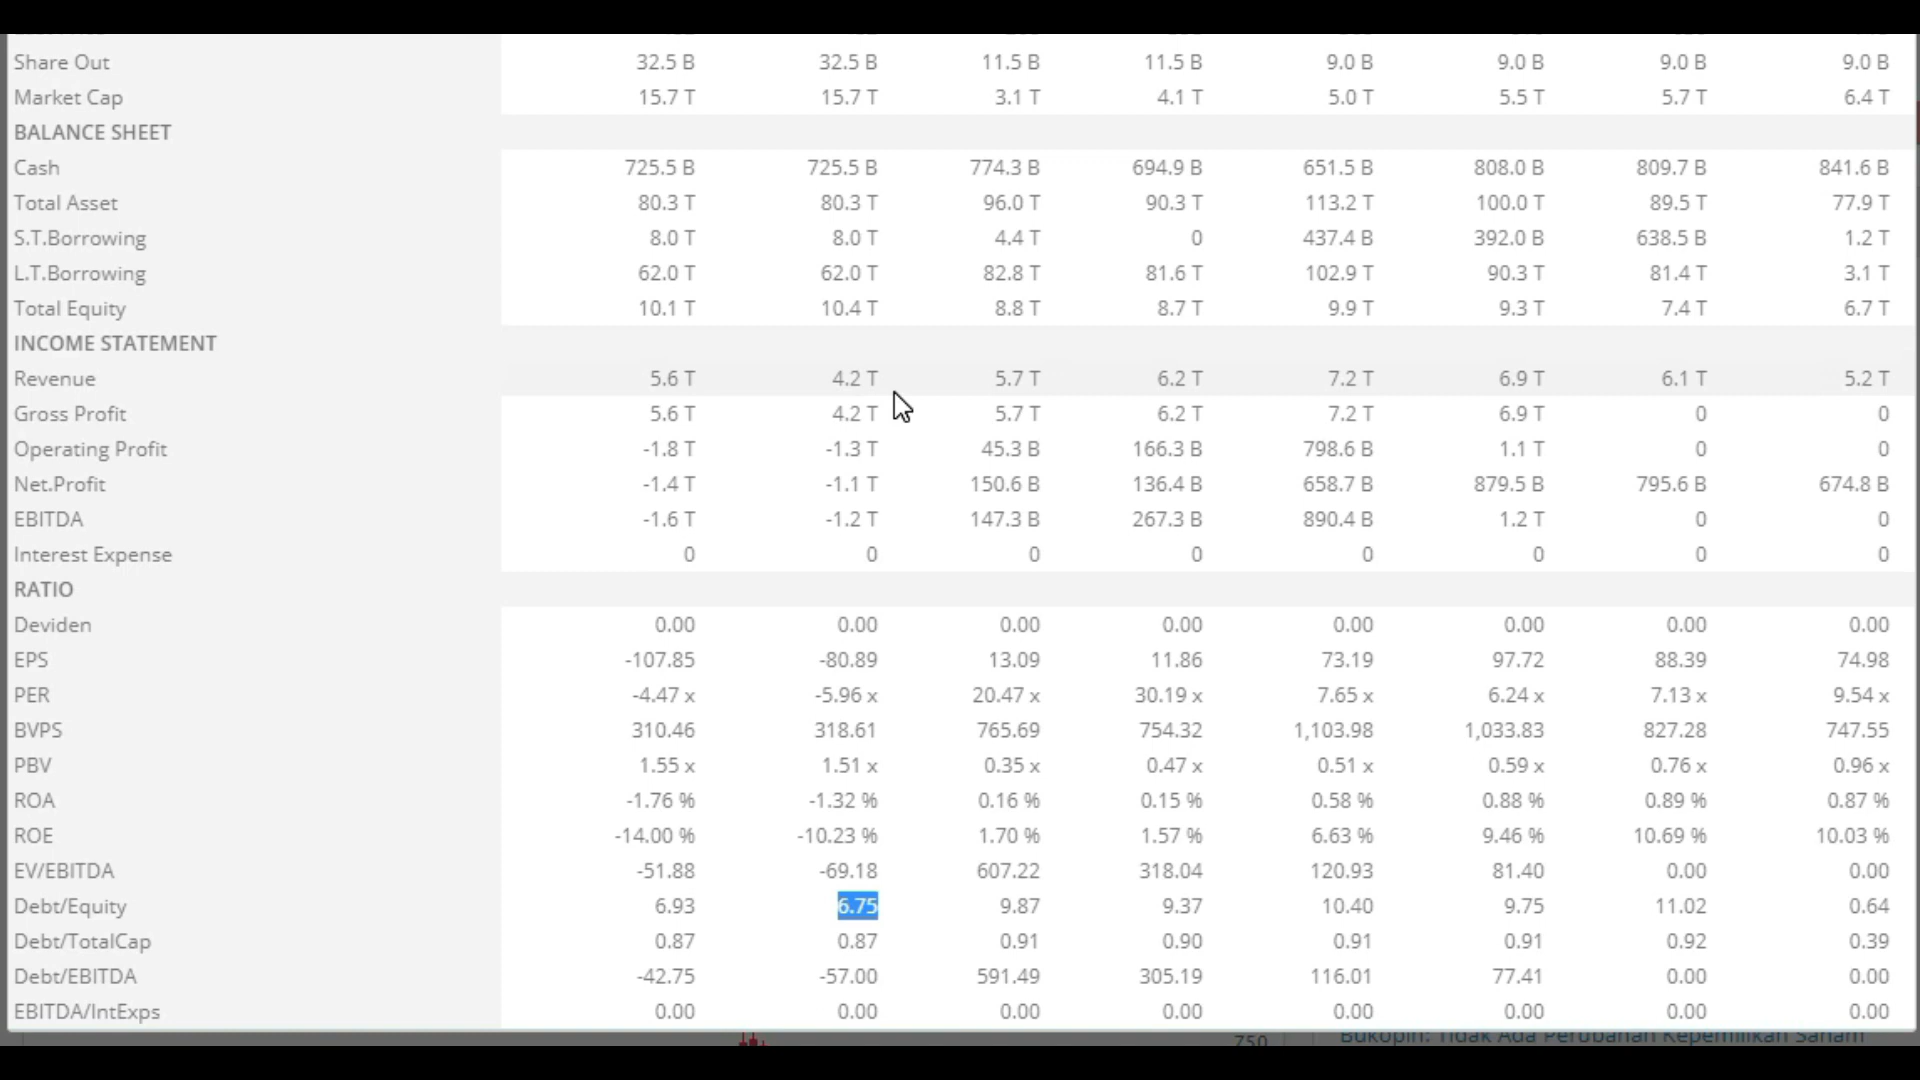 Share Out 32.5 B 32.5 B 11.5 B 11.5 B 9.0 B 9.0 B 9.0 B 9.0 B
Market Cap 15.7 T 15.7 T 3.1 T 4.1 T 5.0 T 5.5 T 5.7 T 6.4 T
BALANCE SHEET
Cash 725.5 B 725.5 B 774.3 B 694.9 B 651.5 B 808.0 B 809.7 B 841.6 B
Total Asset 80.3 T 80.3 T 96.0 T 90.3 T 113.2 T 100.0 T 89.5 T 77.9 T
S.T.Borrowing 8.0 T 8.0 T 4.4 T 0 437.4 B 392.0 B 638.5 B 1.2 T
L.T.Borrowing 62.0 T 62.0 T 82.8 T 81.6 T 102.9 T 90.3 T 81.4 T 3.1 T
Total Equity 10.1 T 10.4 T 8.8 T 8.7 T 9.9 T 9.3 T 7.4 T 6.7 T
INCOME STATEMENT
Revenue 5.6 T 4.2 T 5.7 T 6.2 T 7.2 T 6.9 T 6.1 T 5.2 T
Gross Profit 5.6 T 4.2 T 5.7 T 6.2 T 7.2 T 6.9 T 0 0
Operating Profit -1.8 T -1.3 T 45.3 B 166.3 B 798.6 B 1.1 T 0 0
Net.Profit -1.4 T -1.1 T 150.6 B 136.4 B 658.7 B 879.5 B 795.6 B 674.8 B
EBITDA -1.6 T -1.2 T 147.3 B 267.3 B 890.4 B 1.2 T 0 0
Interest Expense 0 0 0 0 0 0 0 0
RATIO
Deviden 0.00 0.00 0.00 0.00 0.00 0.00 0.00 0.00
EPS -107.85 -80.89 13.09 11.86 73.19 97.72 88.39 74.98
PER -4.47 x -5.96 x 20.47 x 30.19 x 7.65 x 6.24 x 7.13 x 9.54 x
BVPS 310.46 318.61 765.69 754.32 1,103.98 1,033.83 827.28 747.55
PBV 1.55 x 1.51 x 0.35 x 0.47 x 0.51 x 0.59 x 0.76 x 0.96 x
ROA -1.76 % -1.32 % 0.16 % 0.15 % 0.58 % 0.88 % 0.89 % 0.87 %
ROE -14.00 % -10.23 % 1.70 % 1.57 % 6.63 % 9.46 % 10.69 % 10.03 %
EV/EBITDA -51.88 -69.18 607.22 318.04 120.93 81.40 0.00 0.00
Debt/Equity 6.93 6.75 9.87 9.37 10.40 9.75 11.02 0.64
Debt/TotalCap 0.87 0.87 0.91 0.90 0.91 0.91 0.92 0.39
Debt/EBITDA -42.75 -57.00 591.49 305.19 116.01 77.41 0.00 0.00
EBITDA/IntExps 0.00 0.00 0.00 0.00 0.00 0.00 0.00 0.00
750 Bukopin: Tidak Ada Perubahan Kepemilikan Saham